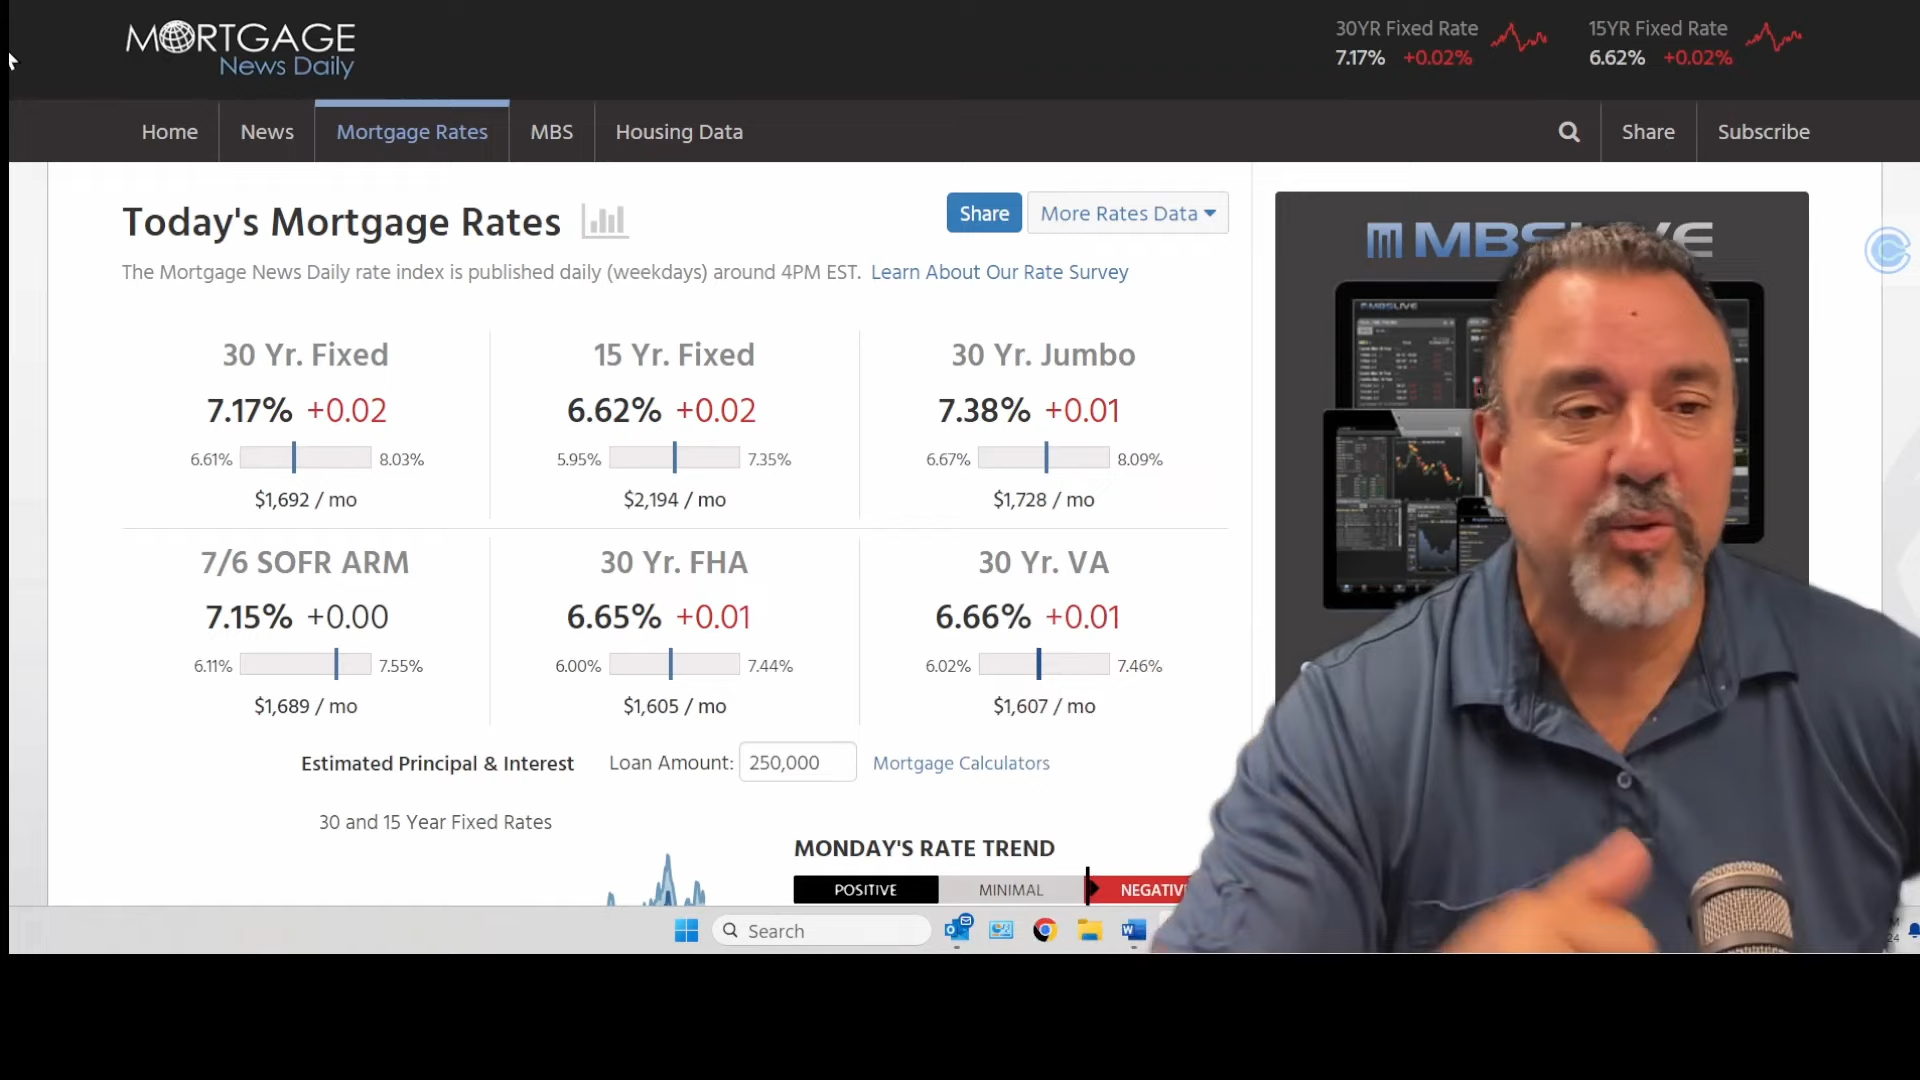 MORTGAGE
News Daily
30YR Fixed Rate
7.17% +0.02%
15YR Fixed Rate
6.62% +0.02%
Home News Mortgage Rates MBS Housing Data Share Subscribe
Today's Mortgage Rates
Share More Rates Data
The Mortgage News Daily rate index is published daily (weekdays) around 4PM EST. Learn About Our Rate Survey
30 Yr. Fixed
7.17% +0.02
6.61% 8.03%
$1,692 / mo
15 Yr. Fixed
6.62% +0.02
5.95% 7.35%
$2,194 / mo
30 Yr. Jumbo
7.38% +0.01
6.67% 8.09%
$1,728 / mo
7/6 SOFR ARM
7.15% +0.00
6.11% 7.55%
$1,689 / mo
30 Yr. FHA
6.65% +0.01
6.00% 7.44%
$1,605 / mo
30 Yr. VA
6.66% +0.01
6.02% 7.46%
$1,607 / mo
Estimated Principal & Interest Loan Amount: 250,000 Mortgage Calculators
30 and 15 Year Fixed Rates
MONDAY'S RATE TREND
POSITIVE MINIMAL NEGATIV
MBSLIVE
Search